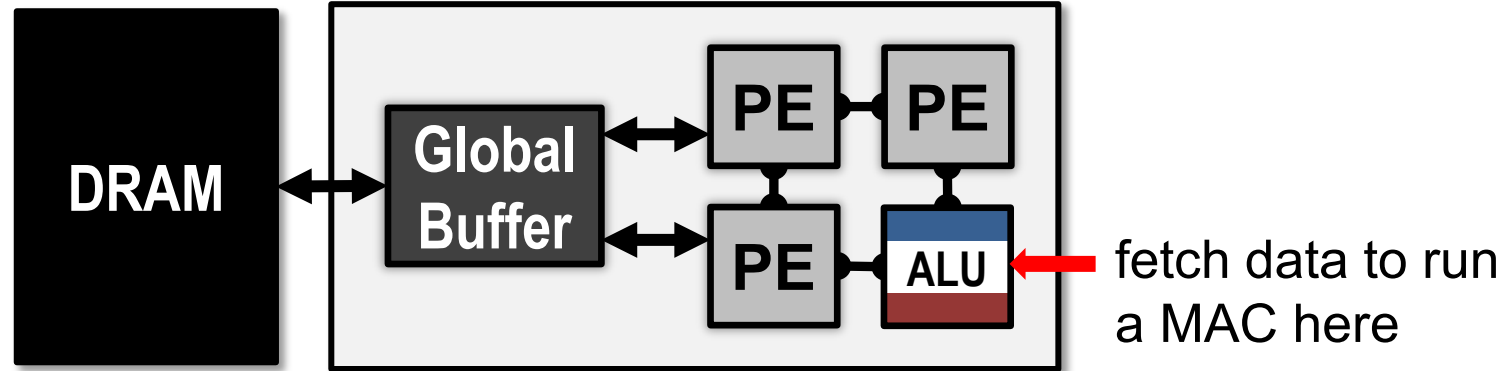 DRAM
Global
Buffer
PE
PE
PE
ALU
fetch data to run
a MAC here